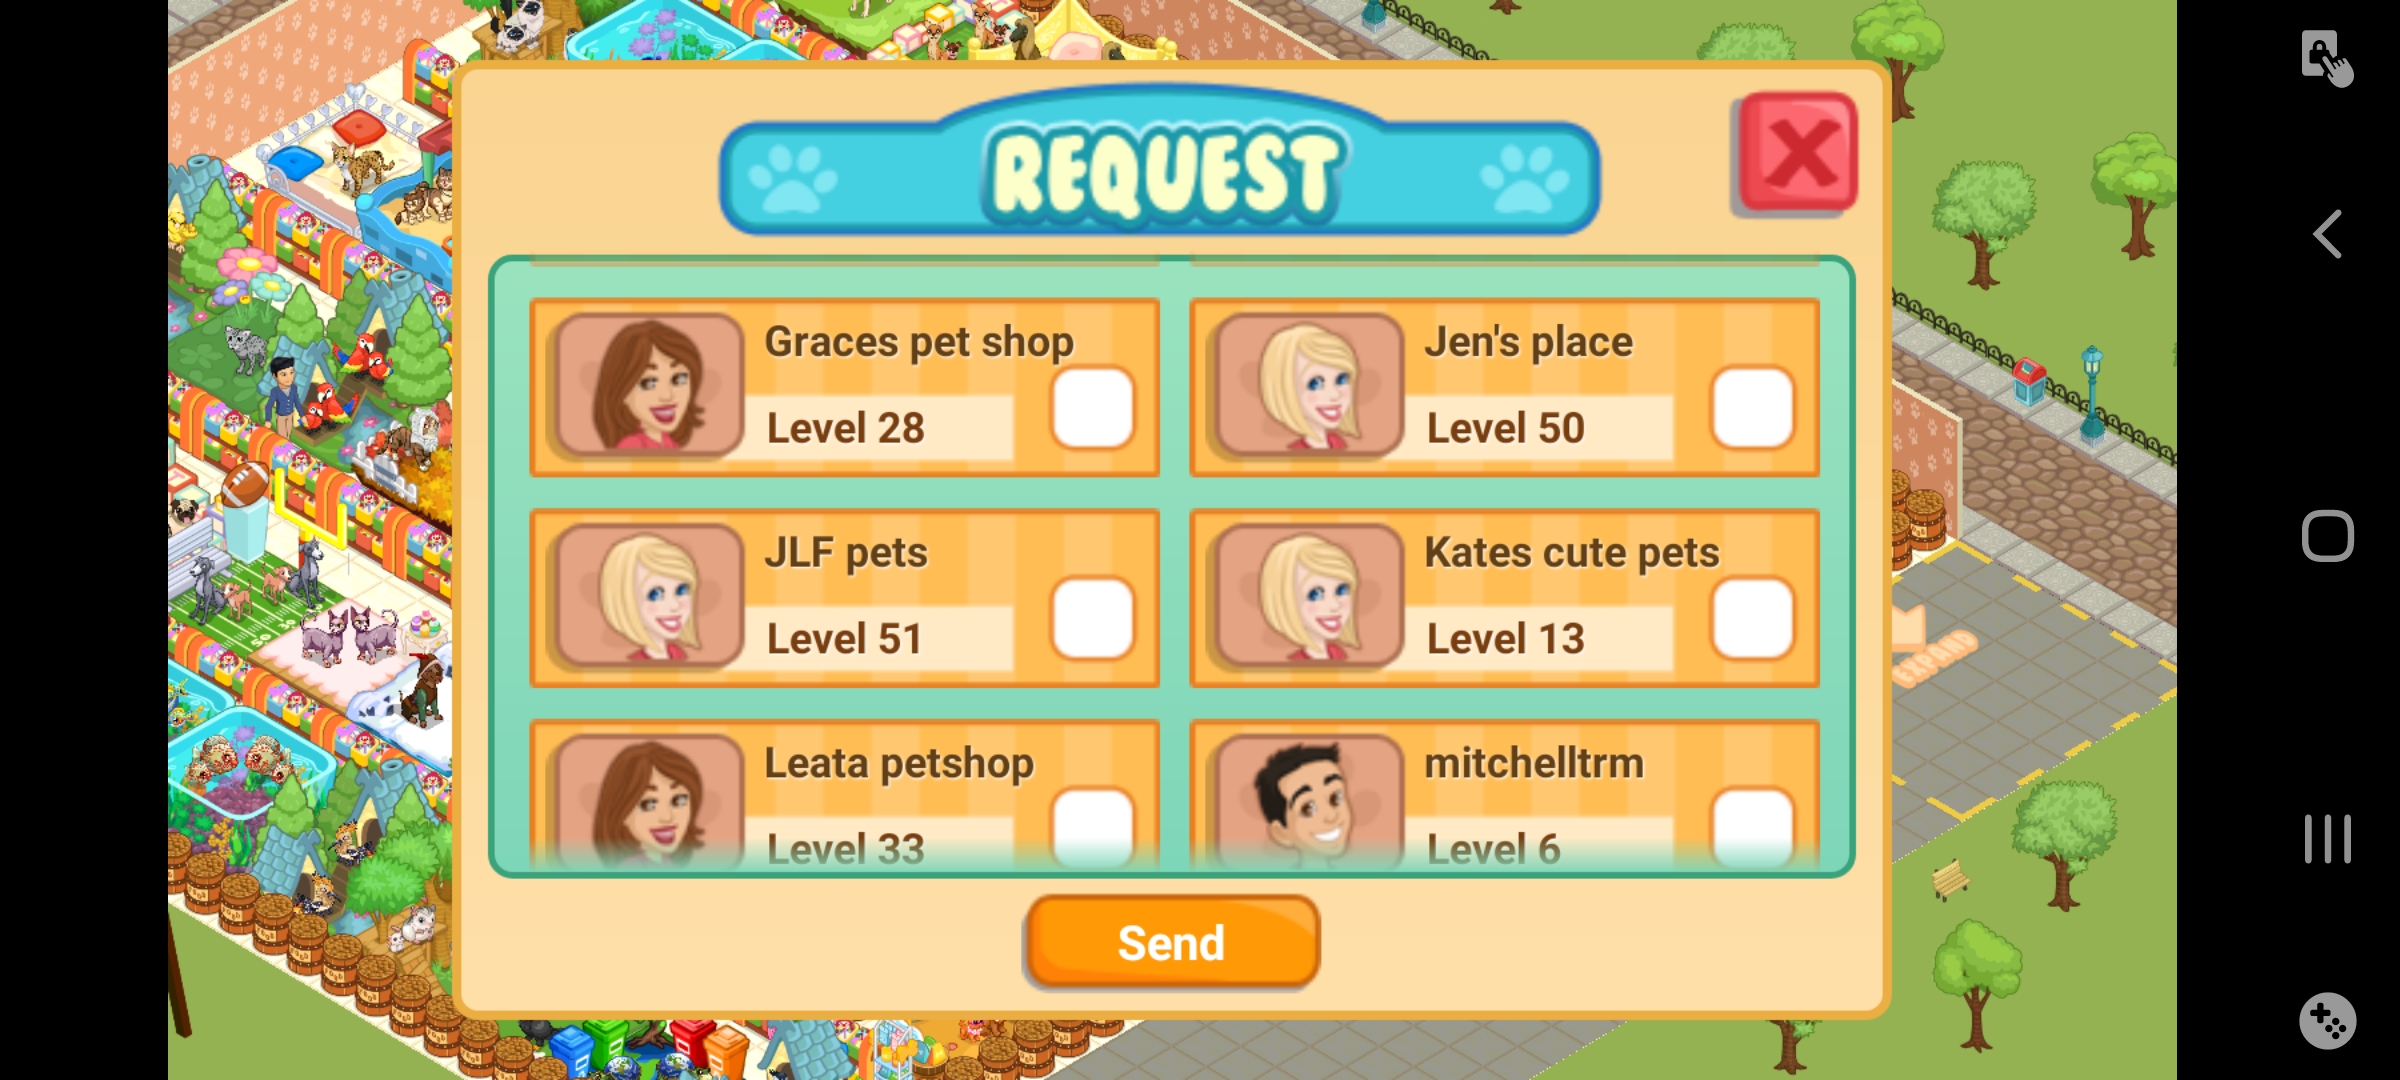 REQUEST
Graces pet shop
Level 28
Jen's place
Level 50
JLF pets
Level 51
Kates cute pets
Level 13
Leata petshop
Level 33
mitchelltrm
Level 6
Send
EXPAND